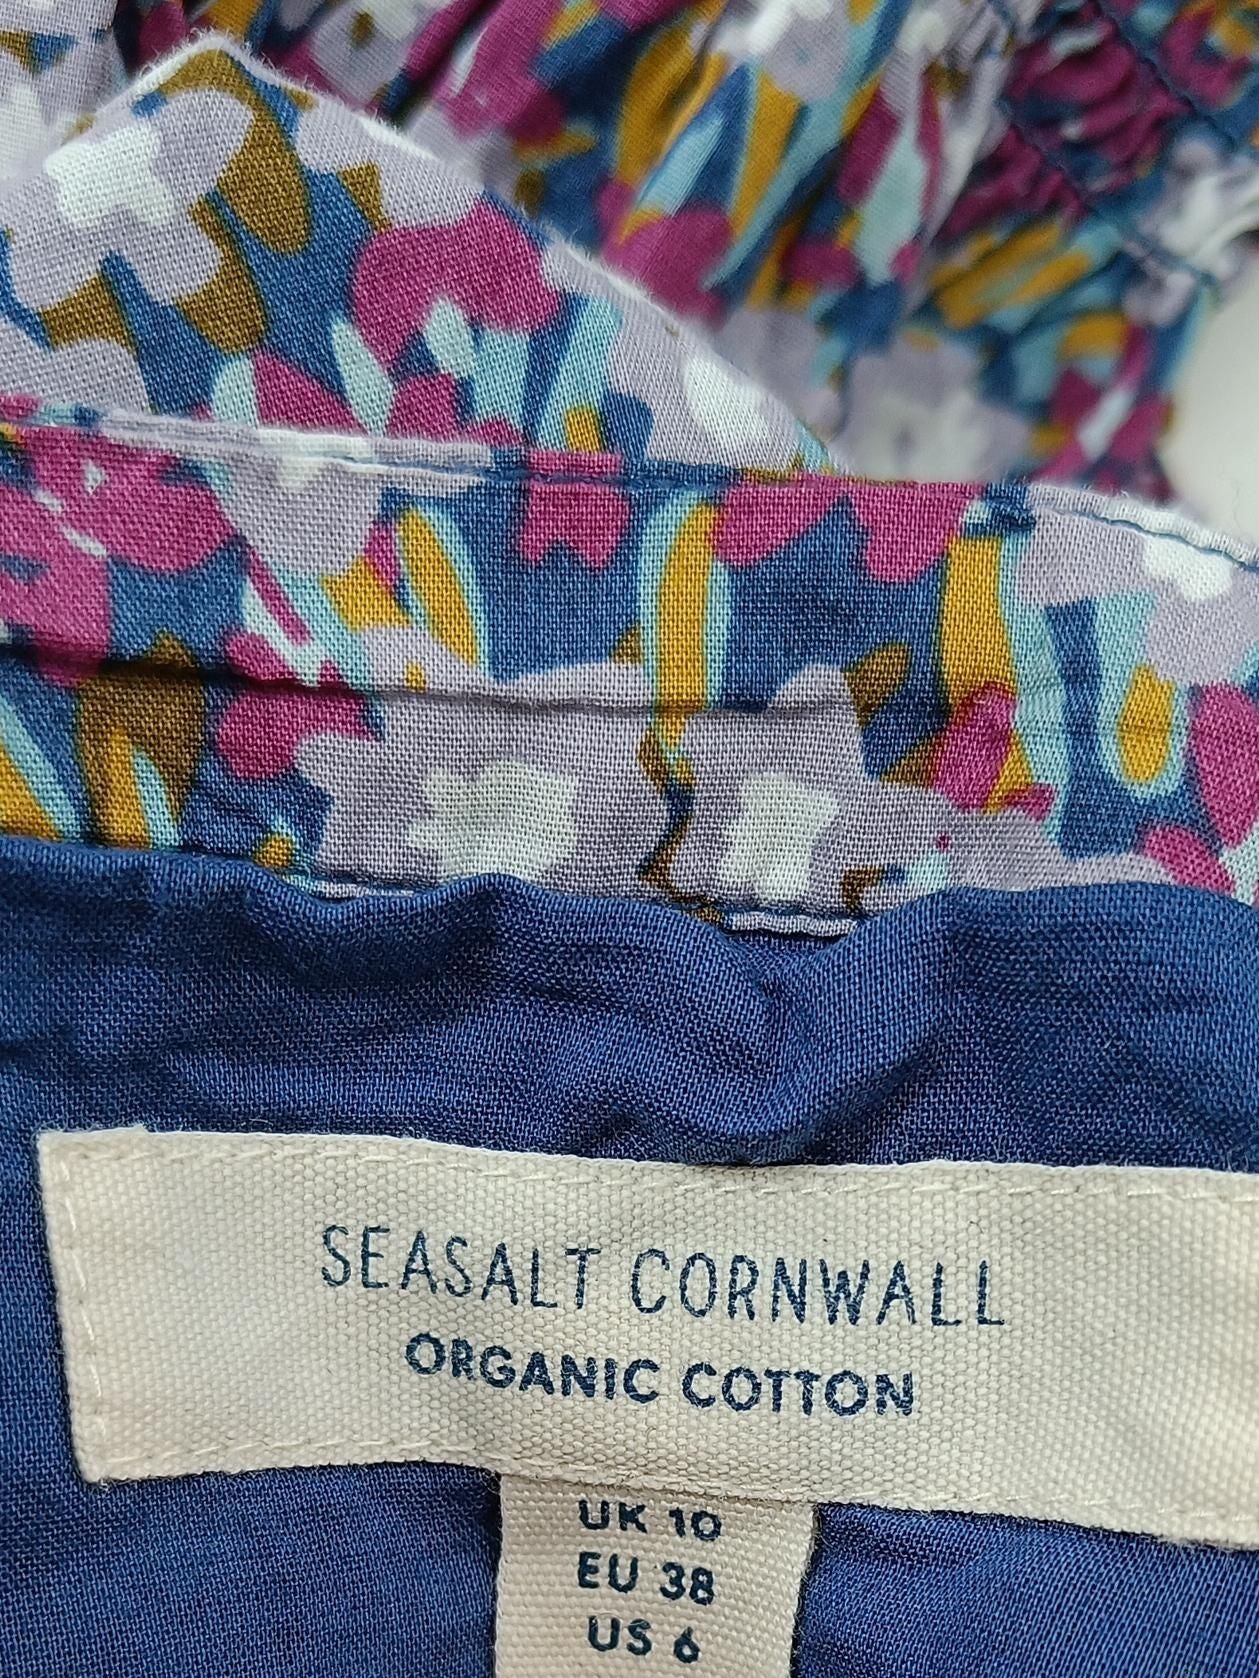 SEASALT CORNWALL
ORGANIC COTTON
UK 10
EU 38
US 6